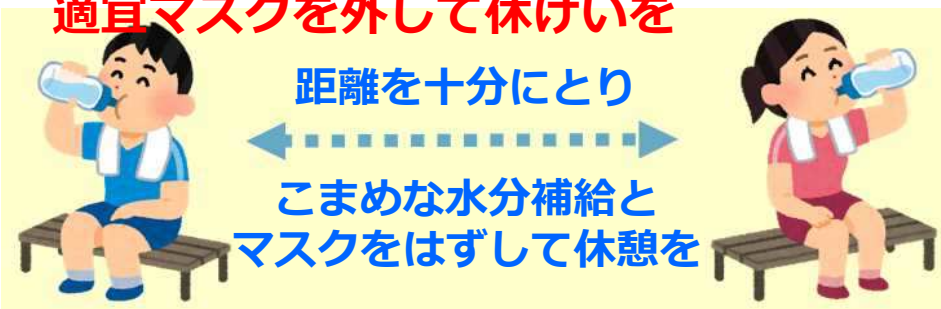 適宜マスクを外して休けいを
距離を十分にとり
こまめな水分補給と
マスクをはずして休憩を